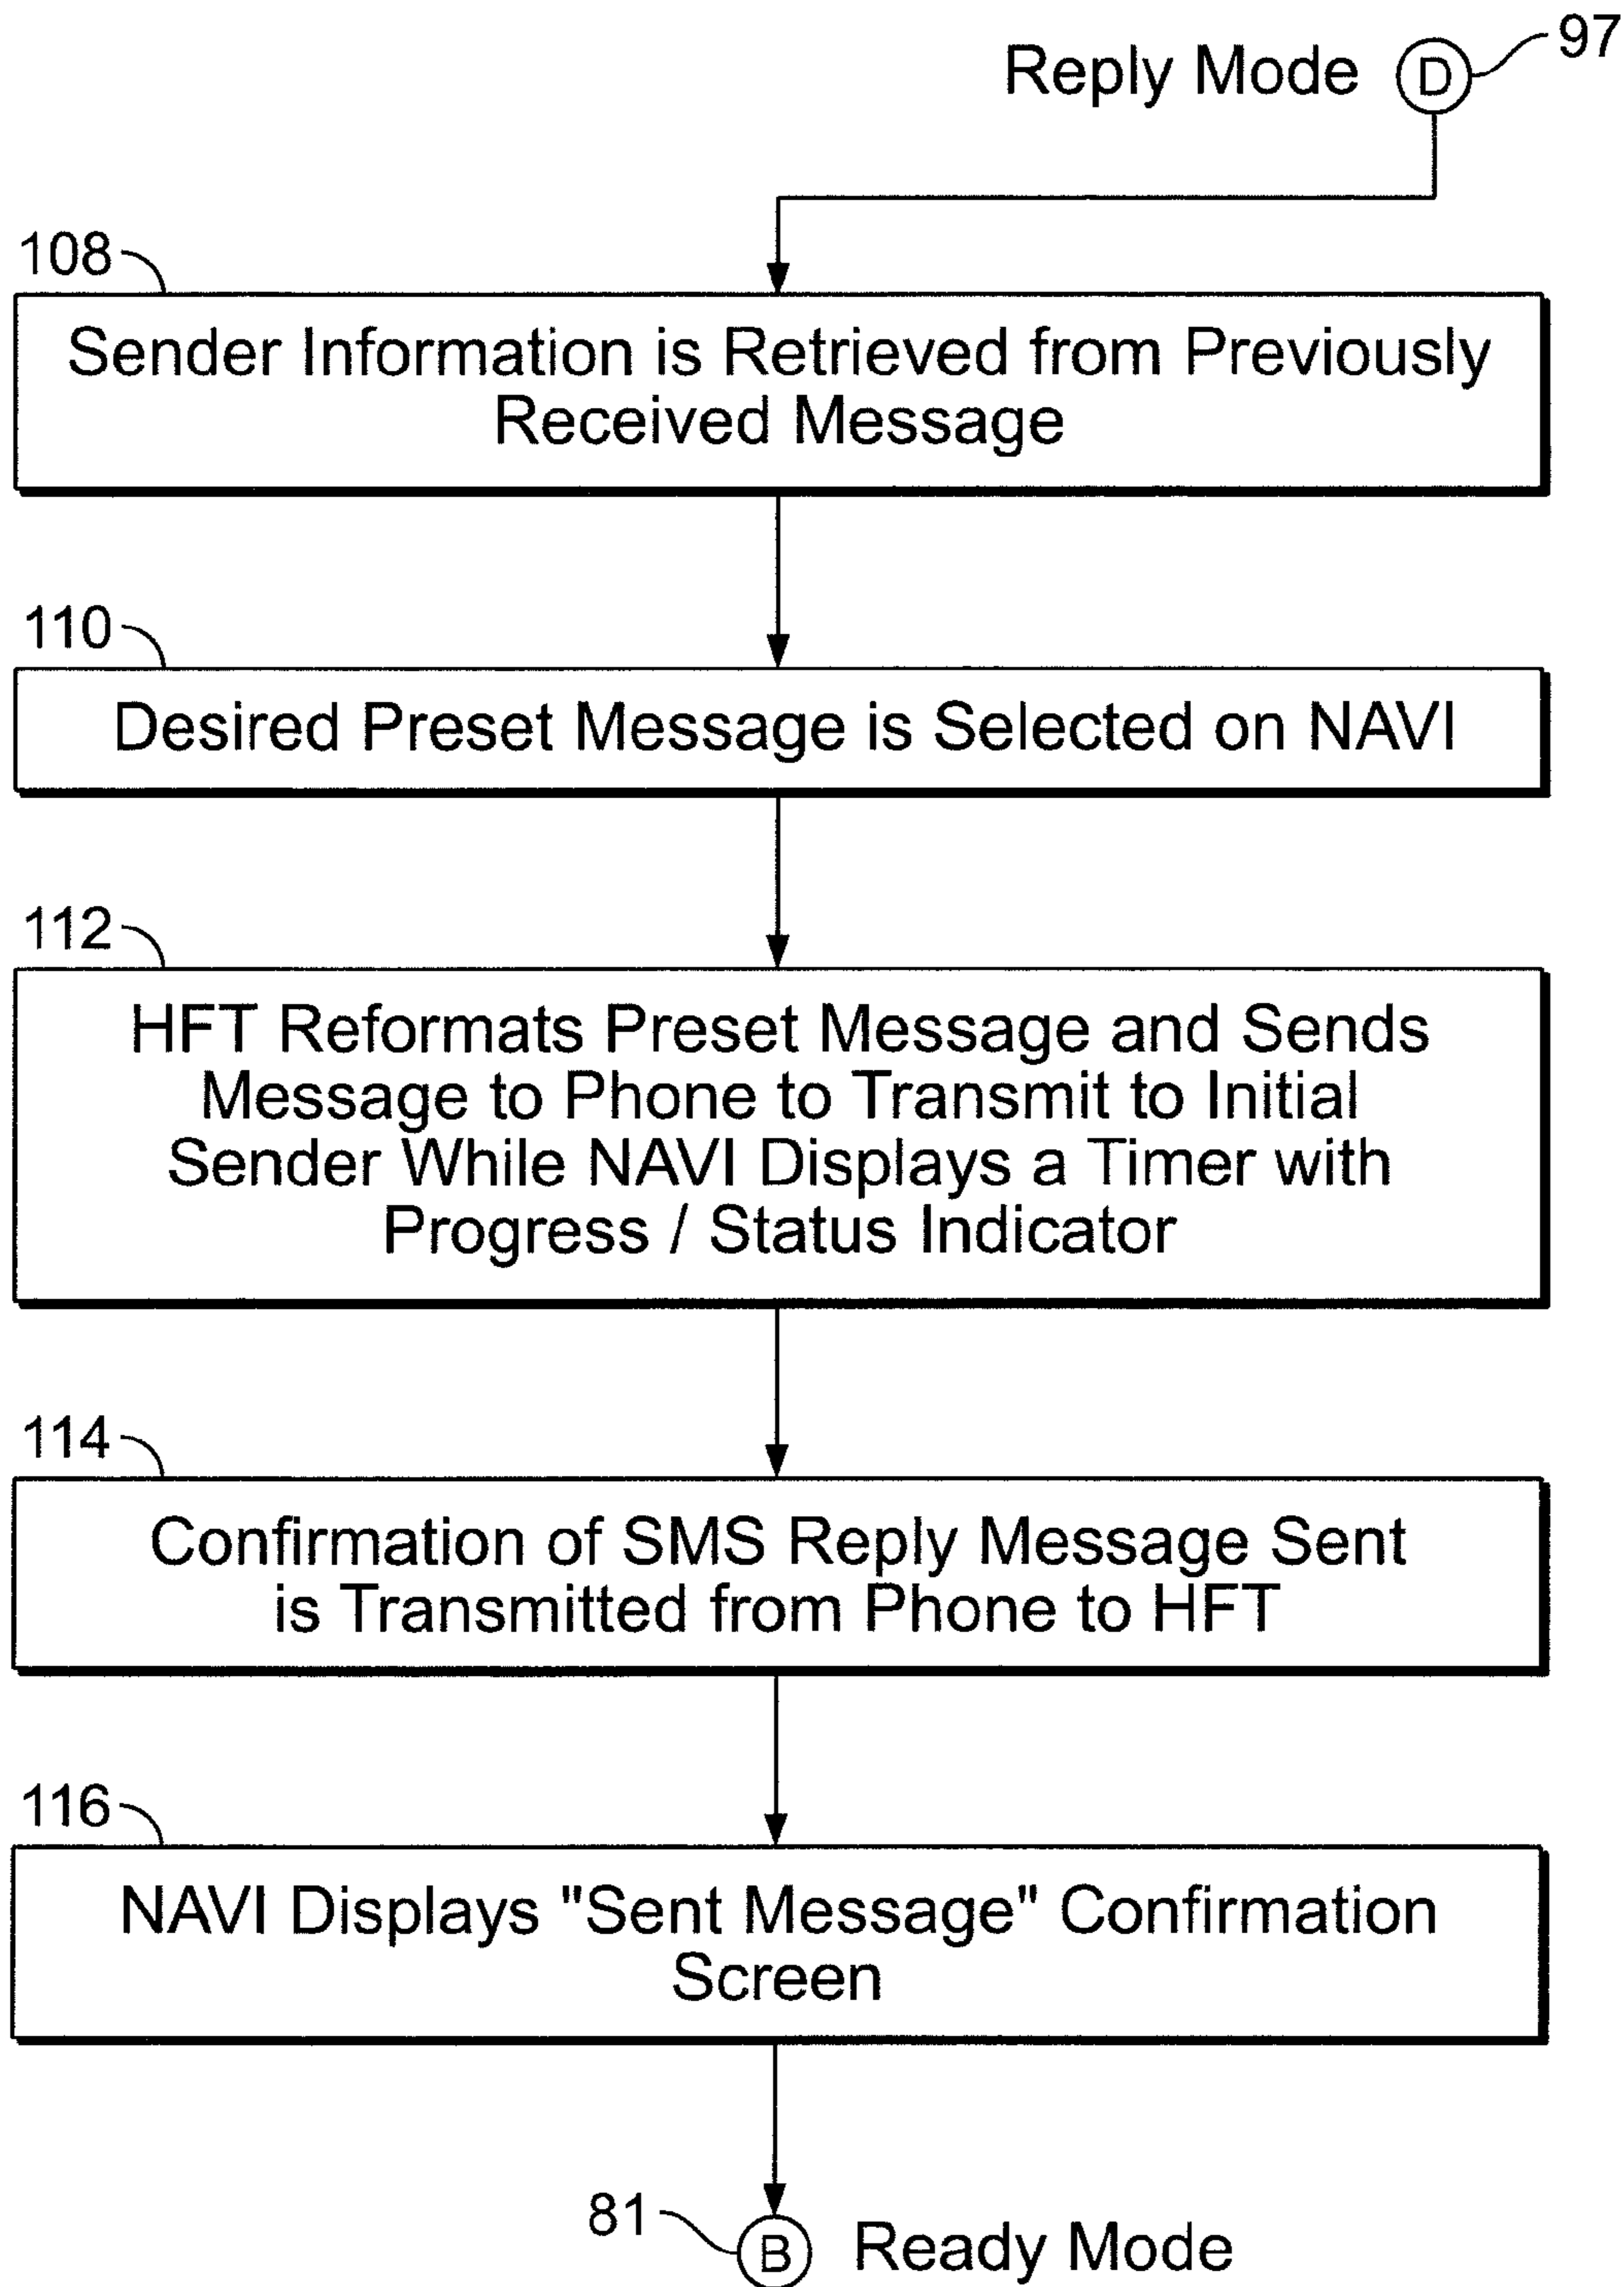 97
Reply Mode D
108
Sender Information is Retrieved from Previously
Received Message
110
Desired Preset Message is Selected on NAVI
112
HFT Reformats Preset Message and Sends
Message to Phone to Transmit to Initial
Sender While NAVI Displays a Timer with
Progress / Status Indicator
114
Confirmation of SMS Reply Message Sent
is Transmitted from Phone to HFT
116
NAVI Displays "Sent Message" Confirmation
Screen
81
B Ready Mode